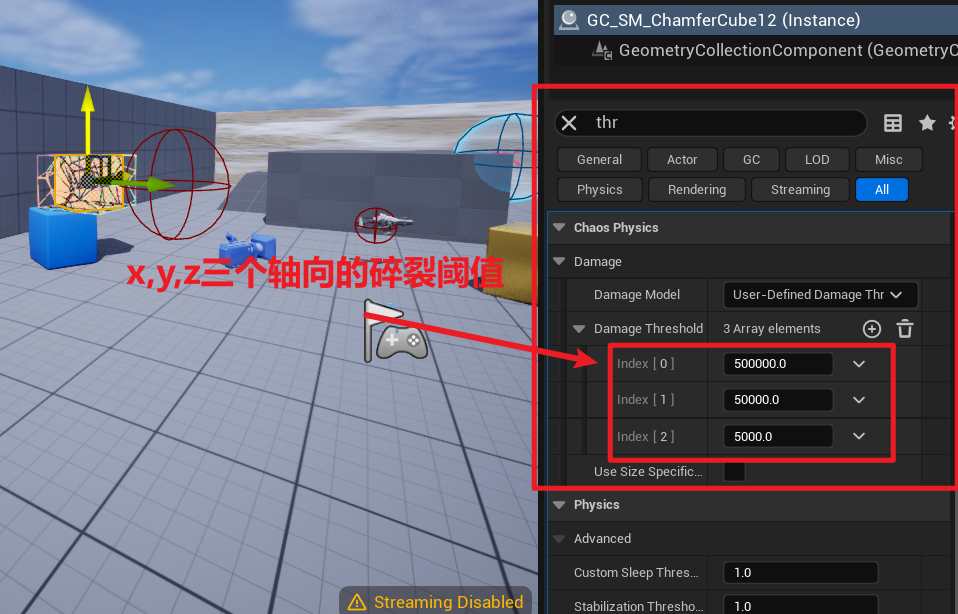 GC_SM_ChamferCube12 (Instance)
GeometryCollectionComponent (GeometryC
thr
General Actor GC LOD Misc
Physics Rendering Streaming All
Chaos Physics
Damage
Damage Model User-Defined Damage Thr
x,y,z三个轴向的碎裂阈值
Damage Threshold 3 Array elements
Index [ 0 ] 500000.0
Index [ 1 ] 50000.0
Index [ 2 ] 5000.0
Use Size Specific...
Physics
Advanced
Custom Sleep Thres... 1.0
Stabilization Thresho... 1.0
Streaming Disabled